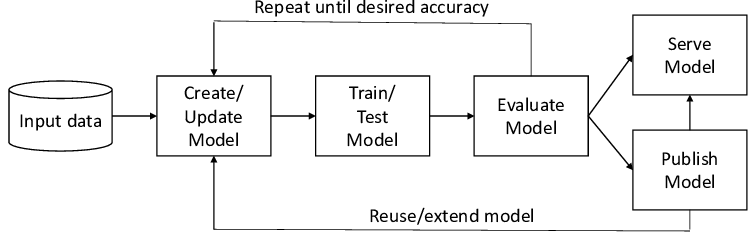 Repeat until desired accuracy
Input data
Create/
Update
Model
Train/
Test
Model
Evaluate
Model
Serve
Model
Publish
Model
Reuse/extend model